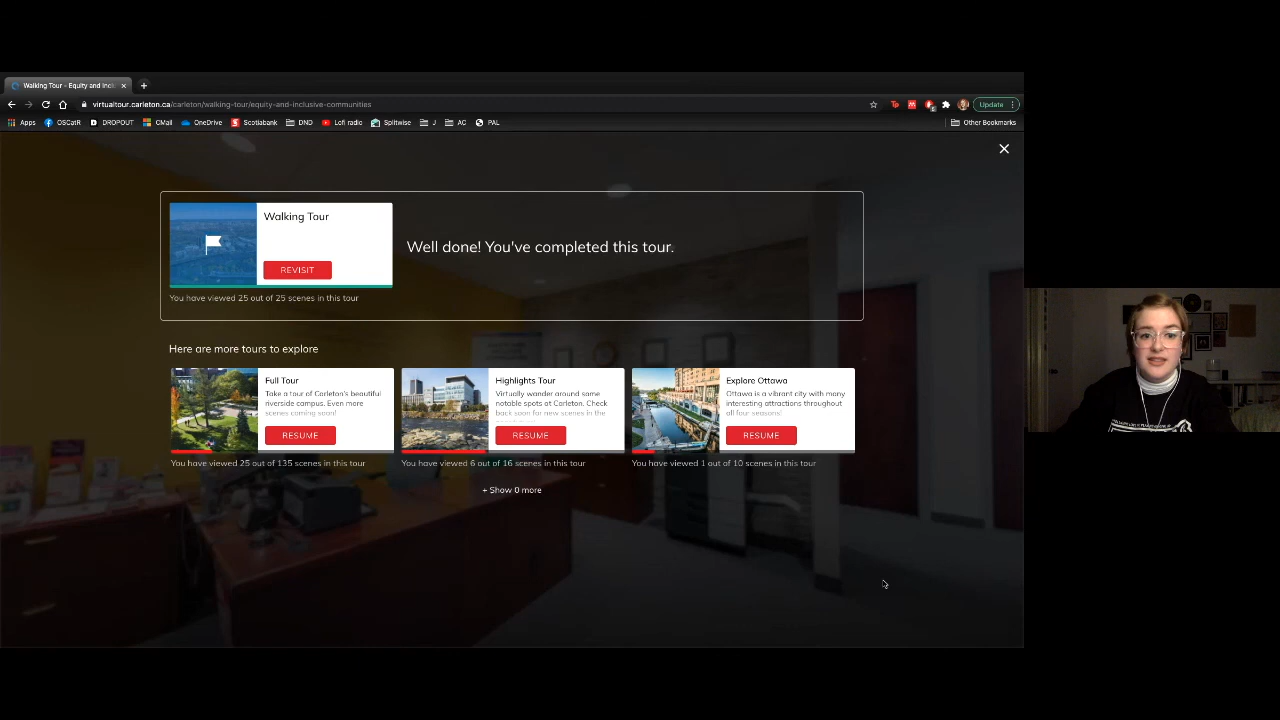 Walking Tour - Equity and Incl
virtualtour.carleton.ca/carleton/walking-tour/equity-and-inclusive-communities
Update
Apps OSCatR DROPOUT CMail OneDrive Scotiabank DND Lofi radio Splitwise J AC PAL Other Bookmarks
Walking Tour
Well done! You've completed this tour.
REVISIT
You have viewed 25 out of 25 scenes in this tour
Here are more tours to explore
Full Tour
Take a tour of Carleton's beautiful
riverside campus. Even more
scenes coming soon!
RESUME
You have viewed 25 out of 135 scenes in this tour
Highlights Tour
Virtually wander around some
notable spots at Carleton. Check
back soon for new scenes in the
RESUME
You have viewed 6 out of 16 scenes in this tour
Explore Ottawa
Ottawa is a vibrant city with many
interesting attractions throughout
all four seasons!
RESUME
You have viewed 1 out of 10 scenes in this tour
+ Show 0 more